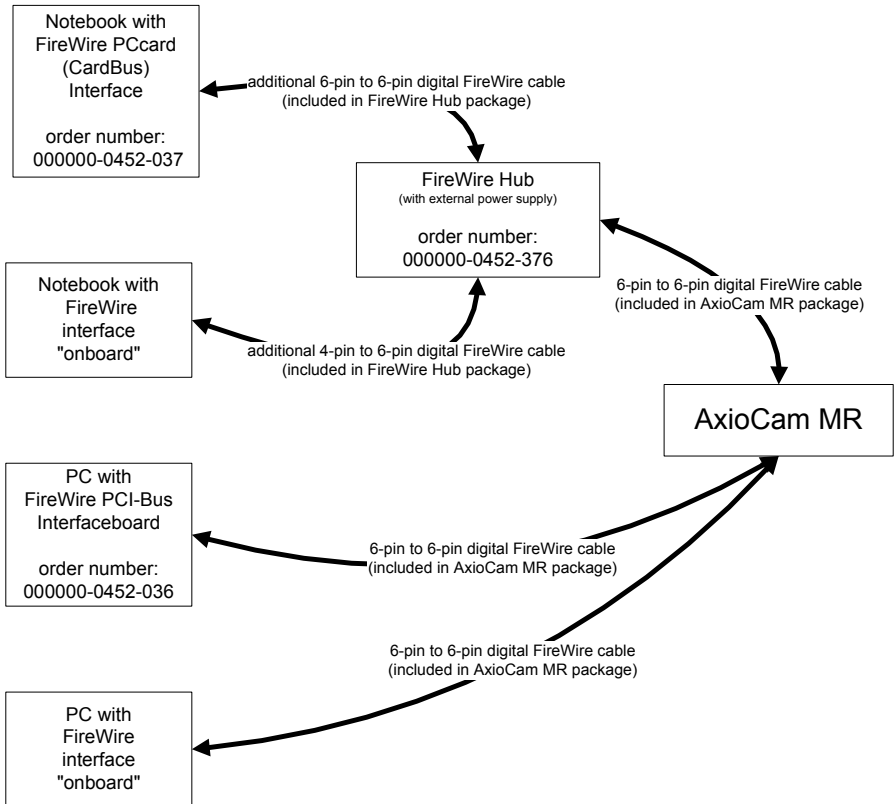 Notebook with
FireWire PCcard
(CardBus)
Interface
order number:
000000-0452-037
additional 6-pin to 6-pin digital FireWire cable
(included in FireWire Hub package)
FireWire Hub
(with external power supply)
order number:
000000-0452-376
6-pin to 6-pin digital FireWire cable
(included in AxioCam MR package)
Notebook with
FireWire
interface
"onboard"
additional 4-pin to 6-pin digital FireWire cable
(included in FireWire Hub package)
AxioCam MR
PC with
FireWire PCI-Bus
Interfaceboard
order number:
000000-0452-036
6-pin to 6-pin digital FireWire cable
(included in AxioCam MR package)
6-pin to 6-pin digital FireWire cable
(included in AxioCam MR package)
PC with
FireWire
interface
"onboard"